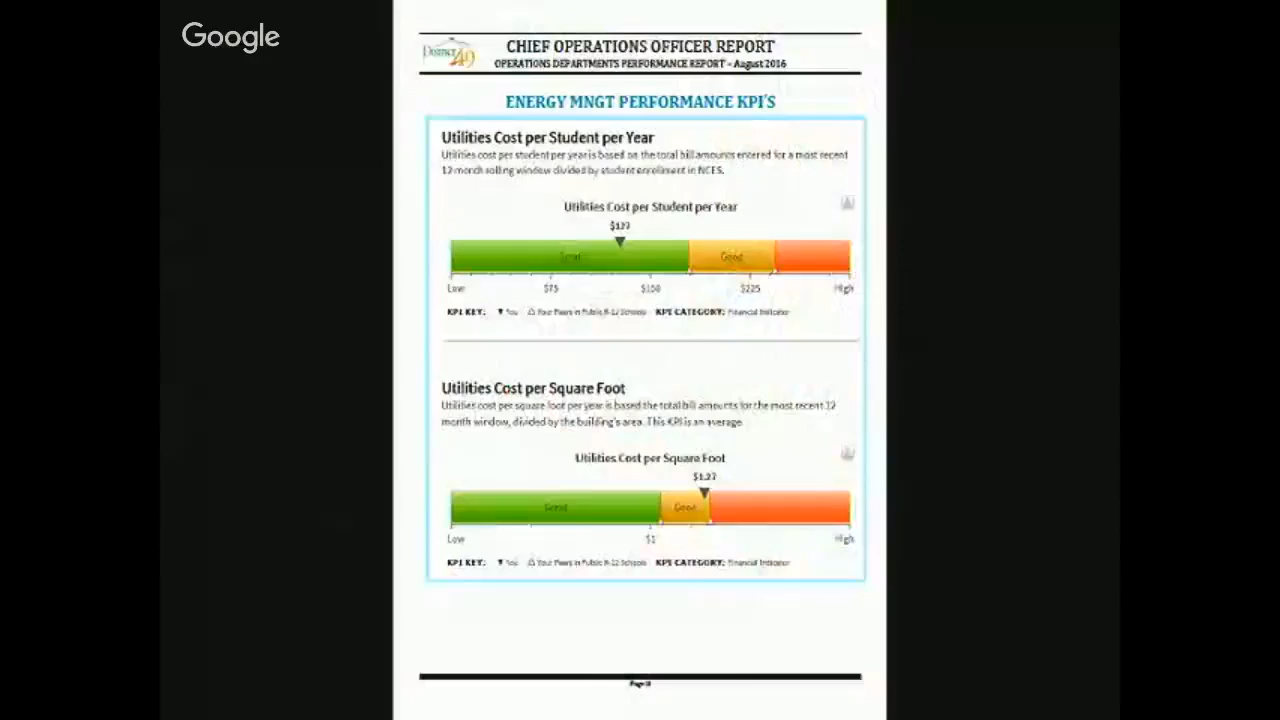 Google
District 49
CHIEF OPERATIONS OFFICER REPORT
OPERATIONS DEPARTMENTS PERFORMANCE REPORT - August 2016
ENERGY MNGT PERFORMANCE KPI'S
Utilities Cost per Student per Year
Utilities cost per student per year is based on the total bill amounts entered for a most recent
12 month rolling window divided by student enrollment in NCES.
Utilities Cost per Student per Year
$127
Good
Low $75 $150 $225 High
KPI KEY: You Your Peers in Public K-12 Schools KPI CATEGORY: Financial Indicator
Utilities Cost per Square Foot
Utilities cost per square foot per year is based the total bill amounts for the most recent 12
month window, divided by the building's area. This KPI is an average.
Utilities Cost per Square Foot
$1.27
Good Good
Low $1 High
KPI KEY: You Your Peers in Public K-12 Schools KPI CATEGORY: Financial Indicator
Page